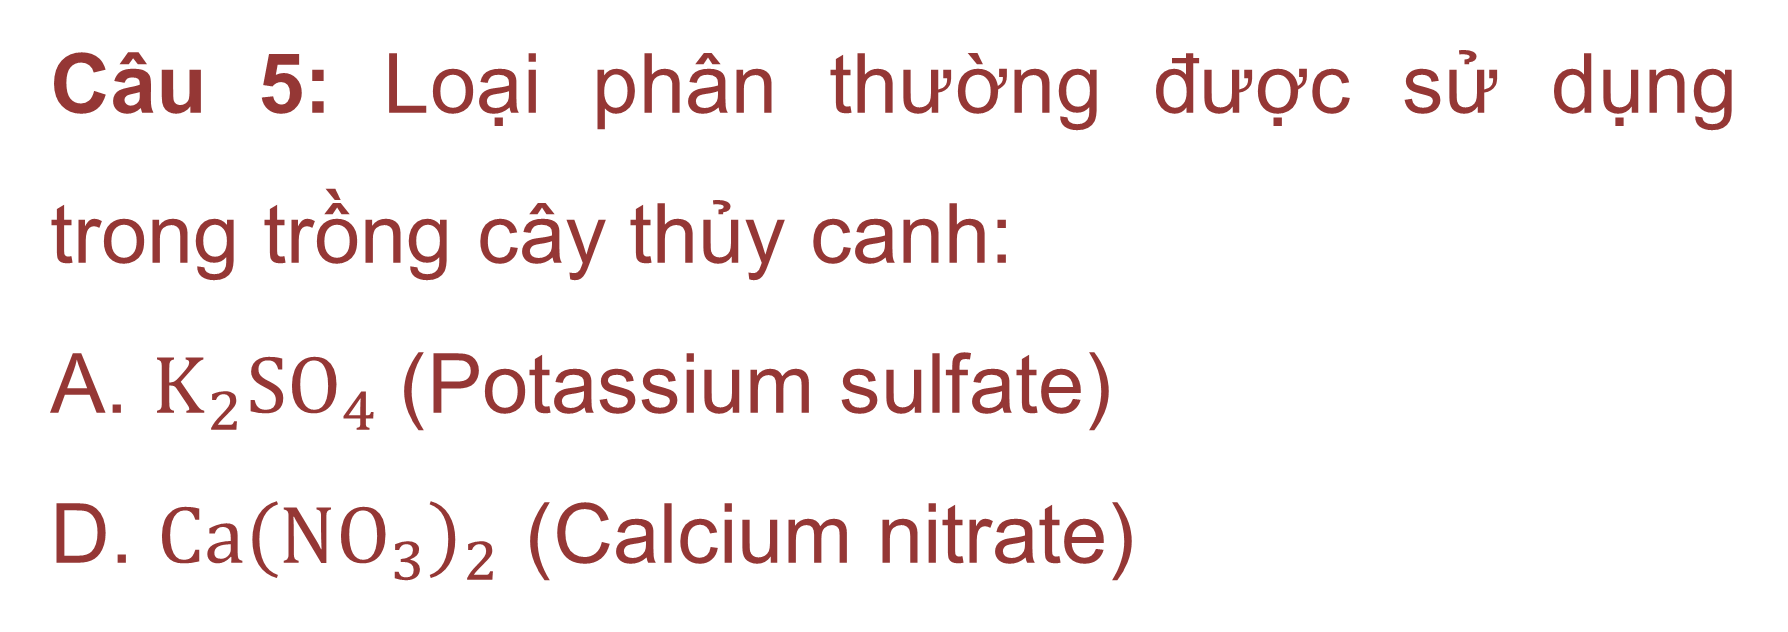 Câu 5: Loại phân thường được sử dụng
trong trồng cây thủy canh:
A. K₂SO₄ (Potassium sulfate)
D. Ca(NO₃)₂ (Calcium nitrate)